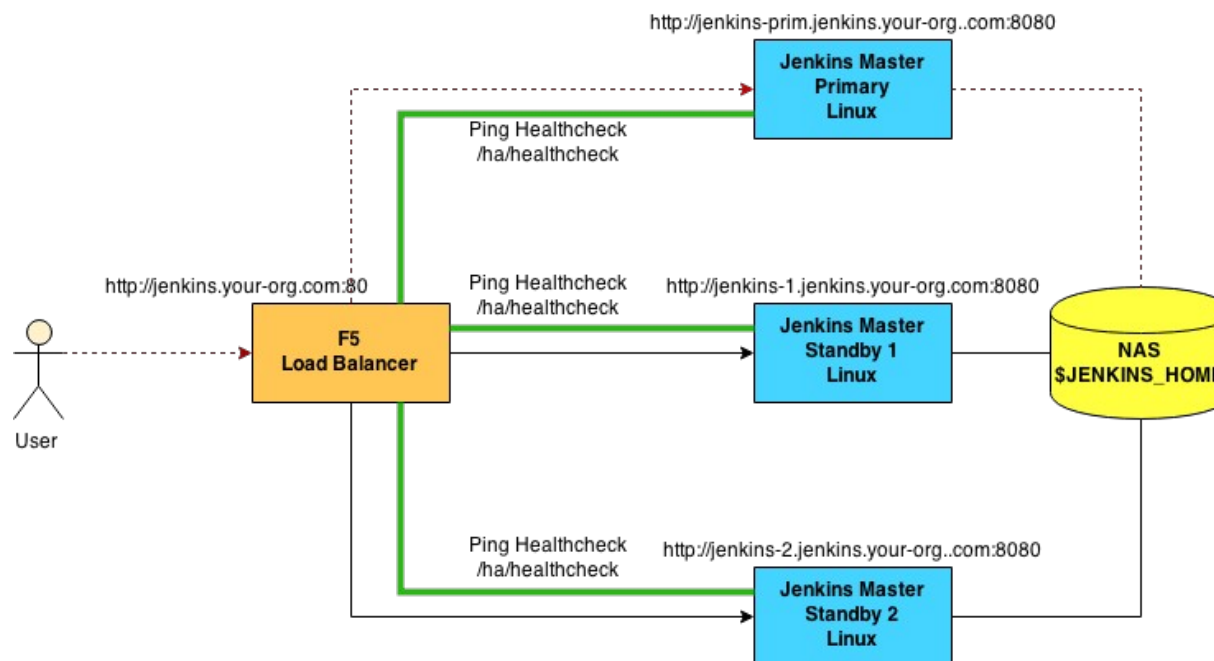 http://jenkins-prim.jenkins.your-org..com:8080
Jenkins Master
Primary
Linux
Ping Healthcheck
/ha/healthcheck
http://jenkins.your-org.com:80
Ping Healthcheck
/ha/healthcheck
http://jenkins-1.jenkins.your-org.com:8080
F5
Load Balancer
Jenkins Master
Standby 1
Linux
NAS
$JENKINS_HOME
User
Ping Healthcheck
/ha/healthcheck
http://jenkins-2.jenkins.your-org..com:8080
Jenkins Master
Standby 2
Linux